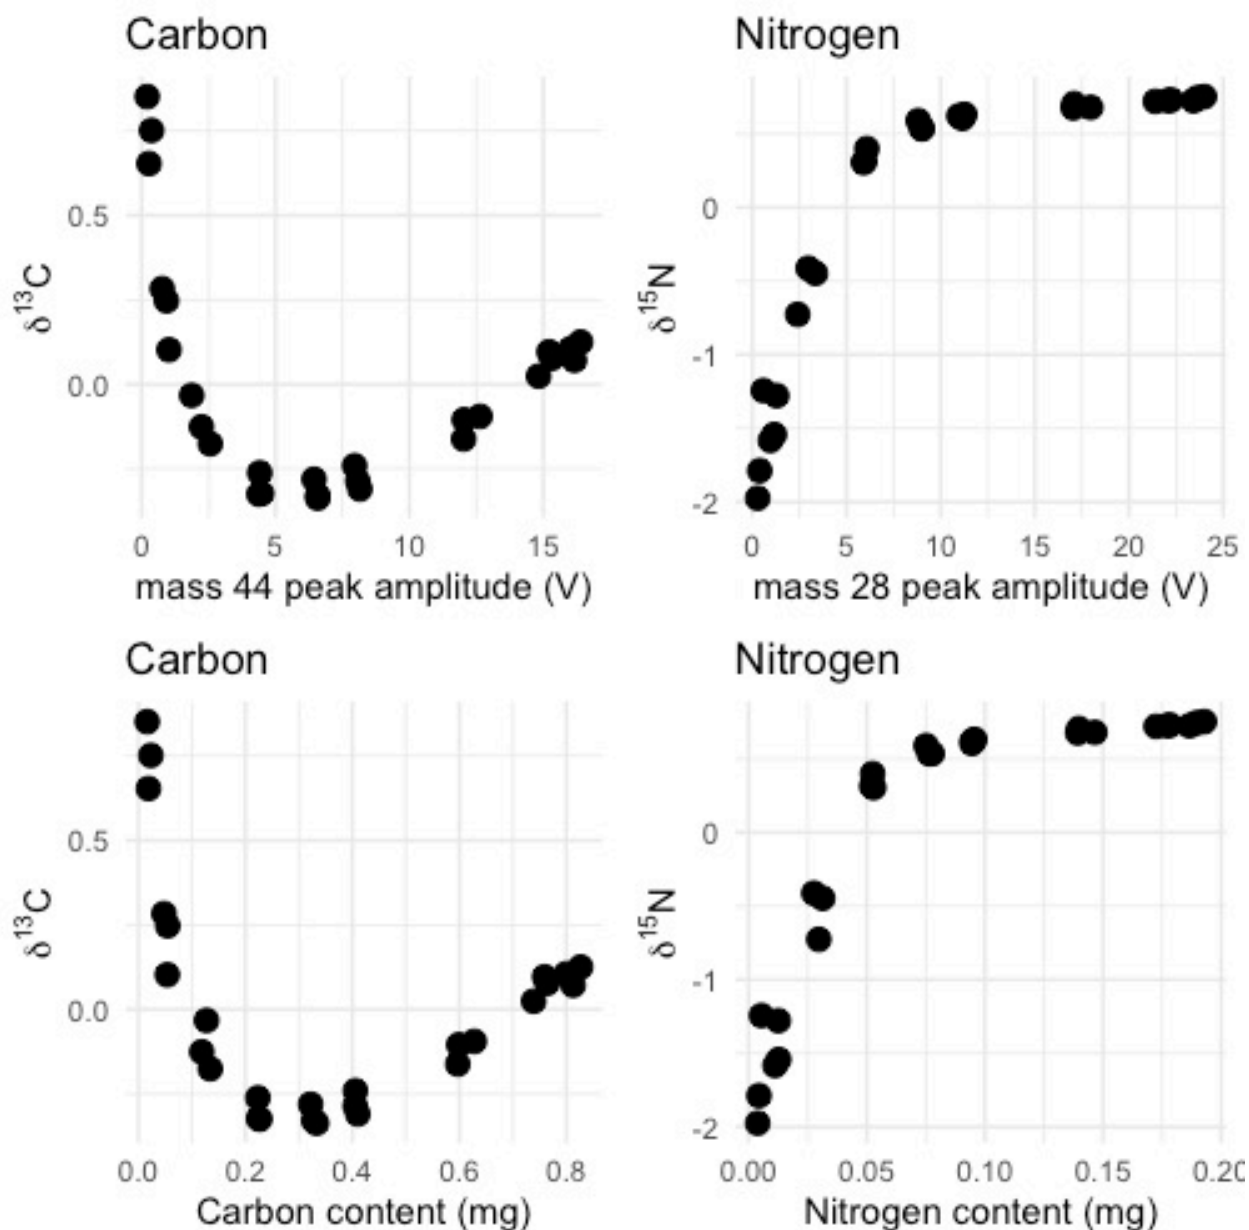 Carbon
0.5
0.0
δ13C
0 5 10 15
mass 44 peak amplitude (V)
Nitrogen
0
-1
-2
δ15N
0 5 10 15 20 25
mass 28 peak amplitude (V)
Carbon
0.5
0.0
δ13C
0.0 0.2 0.4 0.6 0.8
Carbon content (mg)
Nitrogen
0
-1
-2
δ15N
0.00 0.05 0.10 0.15 0.20
Nitrogen content (mg)